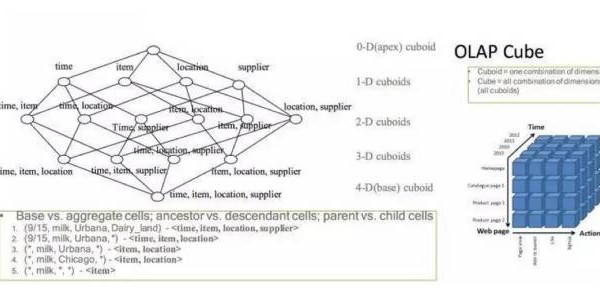 0-D(apex) cuboid
OLAP Cube
time
item
location
supplier
Cuboid = one combination of dimens
Cube = all combination of dimensions
(all cuboids)
1-D cuboids
time, item
time, location
item, location
location, supplier
Time, supplier
item, supplier
2-D cuboids
Time
2012
2011
2010
time, location, supplier
3-D cuboids
time, item, location
time, item, supplier
item, location, supplier
time, item, location, supplier
4-D(base) cuboid
Homepage
Catalogue page 1
Product page 1
Product page 2
Web page
Action
Base vs. aggregate cells; ancestor vs. descendant cells; parent vs. child cells
1. (9/15, milk, Urbana, Dairy_land) - <time, item, location, supplier>
2. (9/15, milk, Urbana, *) - <time, item, location>
3. (*, milk, Urbana, *) - <item, location>
4. (*, milk, Chicago, *) - <item, location>
5. (*, milk, *, *) - <item>